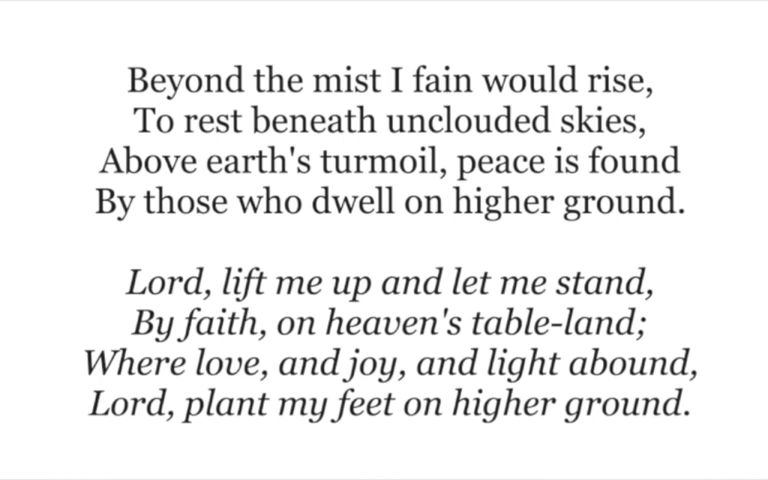 Beyond the mist I fain would rise,
To rest beneath unclouded skies,
Above earth's turmoil, peace is found
By those who dwell on higher ground.
Lord, lift me up and let me stand,
By faith, on heaven's table-land;
Where love, and joy, and light abound,
Lord, plant my feet on higher ground.